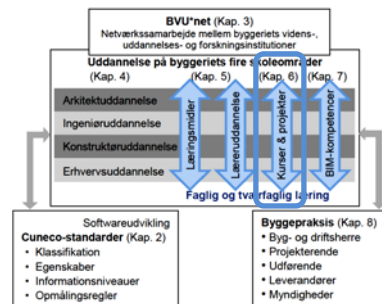 BVU*net (Kap. 3)
Netværkssamarbejde mellem byggeriets videns-,
uddannelses- og forskningsinstitutioner
Uddannelse på byggeriets fire skoleområder
(Kap. 4) (Kap. 5) (Kap. 6) (Kap. 7)
Arkitektuddannelse
Ingeniøruddannelse
Konstruktøruddannelse
Erhvervsuddannelse
Læringsmidler
Læreruddannelse
Kurser & projekter
BIM-kompetencer
Faglig og tværfaglig læring
Softwareudvikling
Cuneco-standarder (Kap. 2)
• Klassifikation
• Egenskaber
• Informationsniveauer
• Opmålingsregler
Byggepraksis (Kap. 8)
• Byg- og driftsherre
• Projekterende
• Udførende
• Leverandører
• Myndigheder